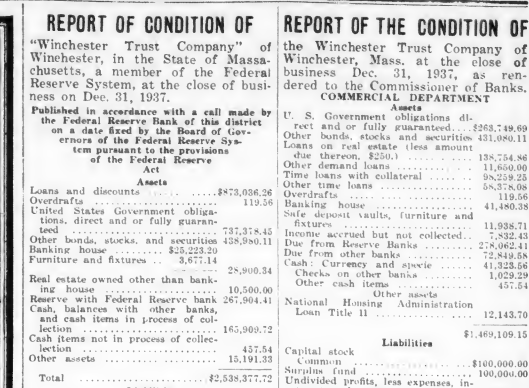 REPORT OF CONDITION OF
"Winchester Trust Company" of
Winchester, in the State of Massa-
chusetts, a member of the Federal
Reserve System, at the close of busi-
ness on Dec. 31, 1937.
Published in accordance with a call made by
the Federal Reserve Bank of this district
on a date fixed by the Board of Gov-
ernors of the Federal Reserve Sys-
tem pursuant to the provisions
of the Federal Reserve
Act
Assets
Loans and discounts ............$873,036.26
Overdrafts ...................... 119.56
United States Government obliga-
tions, direct and or fully guaran-
teed ......................... 737,378.45
Other bonds, stocks, and securities 438,980.11
Banking house ......... $25,223.20
Furniture and fixtures .. 3,677.14
28,900.34
Real estate owned other than bank-
ing house .................... 10,500.00
Reserve with Federal Reserve bank 267,904.41
Cash, balances with other banks,
and cash items in process of col-
lection ....................... 165,909.72
Cash items not in process of collec-
lection ....................... 457.54
Other assets .................... 15,191.33
Total ........................$2,538,377.72
REPORT OF THE CONDITION OF
the Winchester Trust Company of
Winchester, Mass. at the close of
business Dec. 31, 1937, as ren-
dered to the Commissioner of Banks.
COMMERCIAL DEPARTMENT
Assets
U. S. Government obligations di-
rect and or fully guaranteed....$263,749.69
Other bonds, stocks and securities 431,080.11
Loans on real estate (less amount
due thereon, $250.) ........... 138,754.86
Other demand loans ............ 11,650.00
Time loans with collateral ...... 98,259.25
Other time loans ................ 58,378.08
Overdrafts ...................... 119.56
Banking house .................. 41,480.38
Safe deposit vaults, furniture and
fixtures ...................... 11,938.71
Income accrued but not collected.. 7,832.43
Due from Reserve Banks ........ 278,062.41
Due from other banks .......... 72,849.58
Cash: Currency and specie ...... 41,323.56
Checks on other banks ........ 1,029.29
Other cash items .............. 457.54
Other assets
National Housing Administration
Loan Title II ................. 12,143.70
$1,469,109.15
Liabilities
Capital stock
Common .....................$100,000.00
Surplus fund ................... 100,000.00
Undivided profits, less expenses, in-